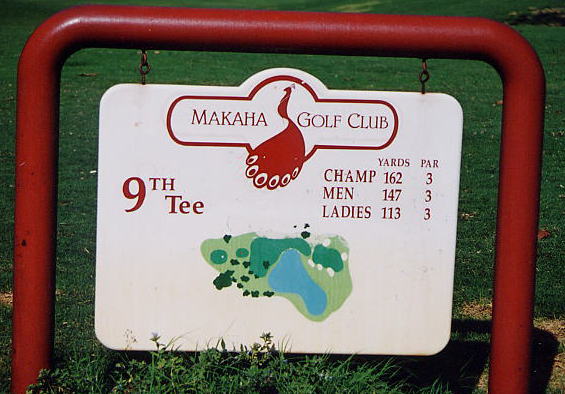 MAKAHA GOLF CLUB
9TH Tee
YARDS PAR
CHAMP 162 3
MEN 147 3
LADIES 113 3